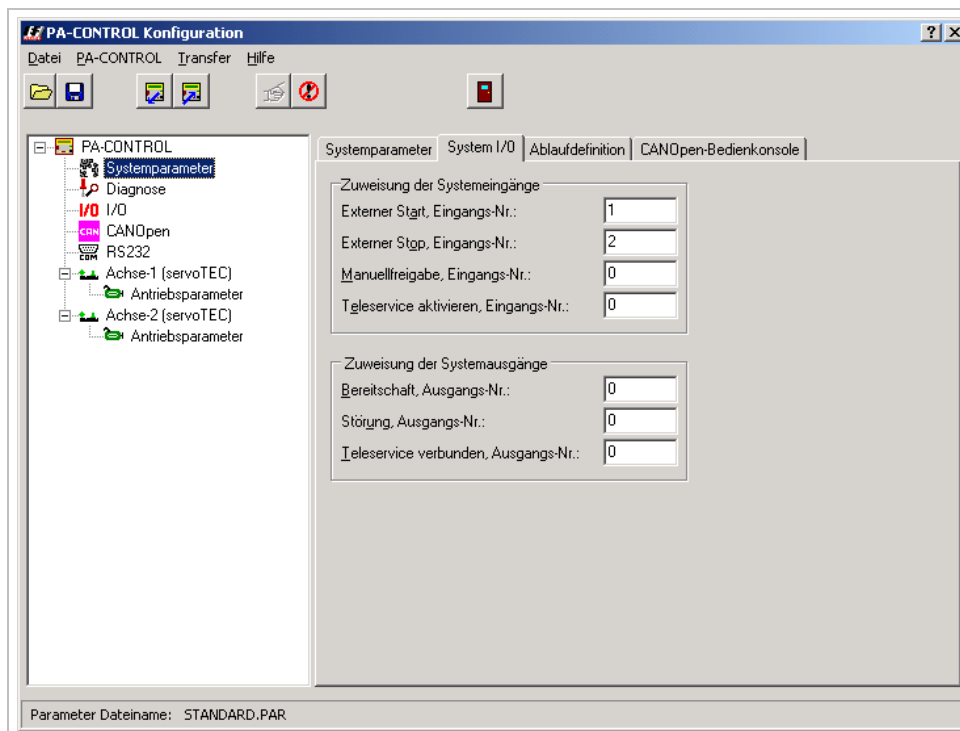 PA-CONTROL Konfiguration
Datei PA-CONTROL Transfer Hilfe
PA-CONTROL
Systemparameter
Diagnose
I/O I/O
CAN CANOpen
COM RS232
Achse-1 (servoTEC)
Antriebsparameter
Achse-2 (servoTEC)
Antriebsparameter
Systemparameter System I/O Ablaufdefinition CANOpen-Bedienkonsole
Zuweisung der Systemeingänge
Externer Start, Eingangs-Nr.: 1
Externer Stop, Eingangs-Nr.: 2
Manuellfreigabe, Eingangs-Nr.: 0
Teleservice aktivieren, Eingangs-Nr.: 0
Zuweisung der Systemausgänge
Bereitschaft, Ausgangs-Nr.: 0
Störung, Ausgangs-Nr.: 0
Teleservice verbunden, Ausgangs-Nr.: 0
Parameter Dateiname: STANDARD.PAR